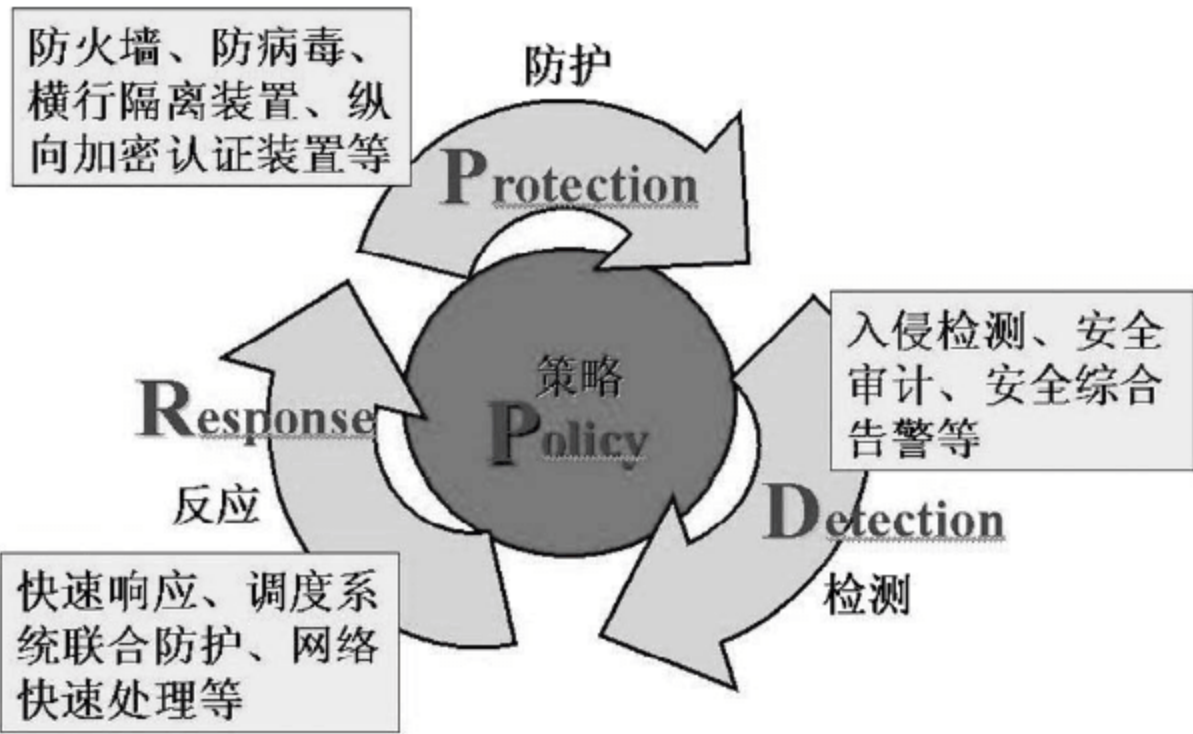 防火墙、防病毒、
横行隔离装置、纵
向加密认证装置等
防护
Protection
入侵检测、安全
审计、安全综合
告警等
策略
Policy
Response
反应
Detection
检测
快速响应、调度系
统联合防护、网络
快速处理等